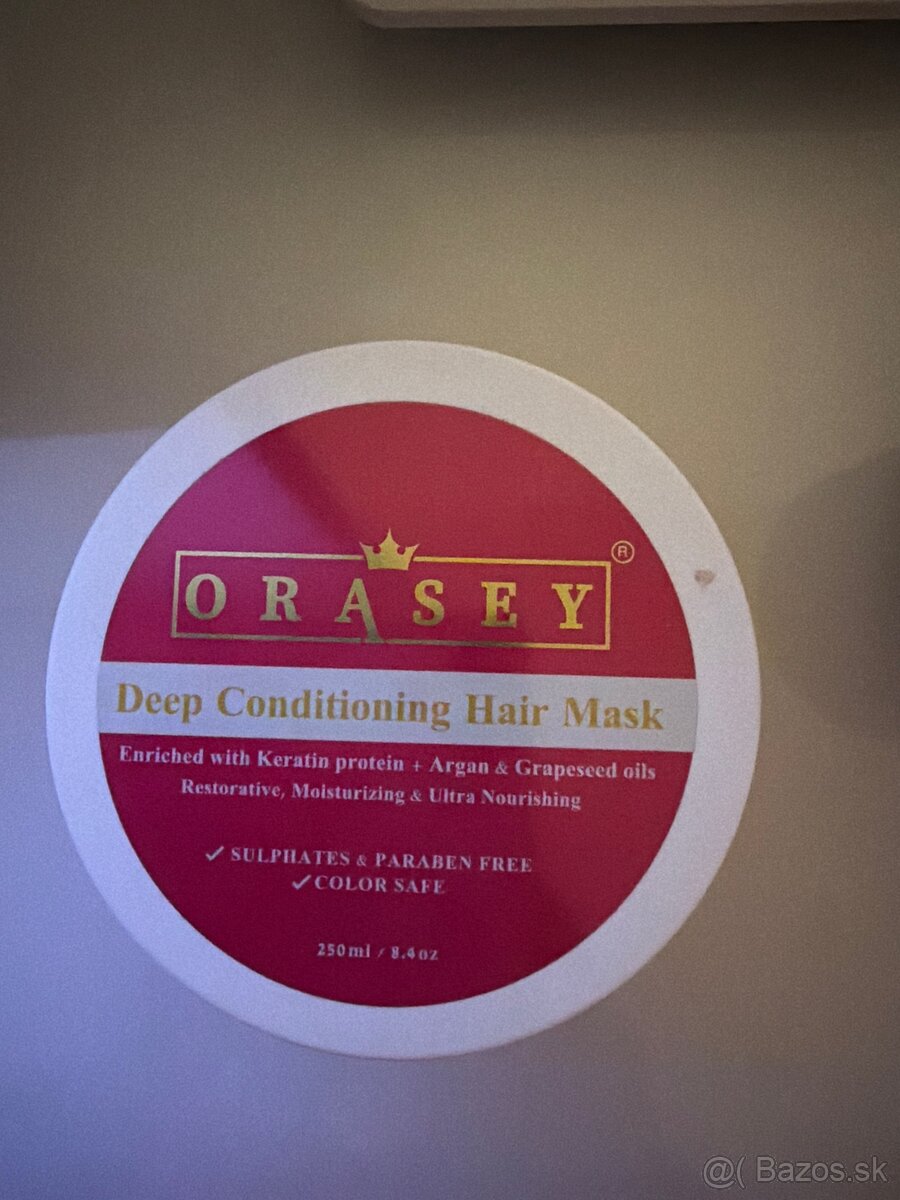 ORASEY ®
Deep Conditioning Hair Mask
Enriched with Keratin protein + Argan & Grapeseed oils
Restorative, Moisturizing & Ultra Nourishing
✓ SULPHATES & PARABEN FREE
✓ COLOR SAFE
250ml / 8.4oz
@( Bazos.sk